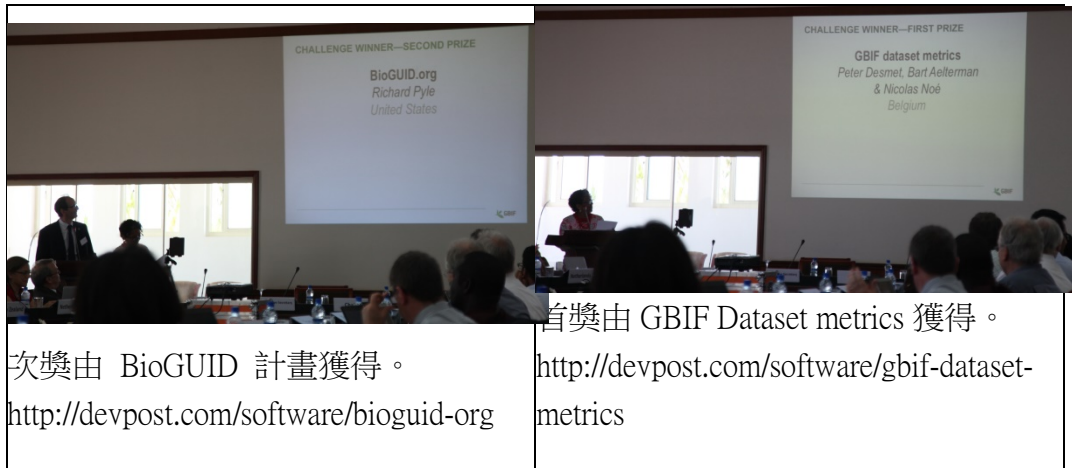 CHALLENGE WINNER—SECOND PRIZE
BioGUID.org
Richard Pyle
United States
GBIF
次獎由 BioGUID 計畫獲得。
http://devpost.com/software/bioguid-org
CHALLENGE WINNER—FIRST PRIZE
GBIF dataset metrics
Peter Desmet, Bart Aelterman
& Nicolas Noé
Belgium
GBIF
首獎由 GBIF Dataset metrics 獲得。
http://devpost.com/software/gbif-dataset-
metrics